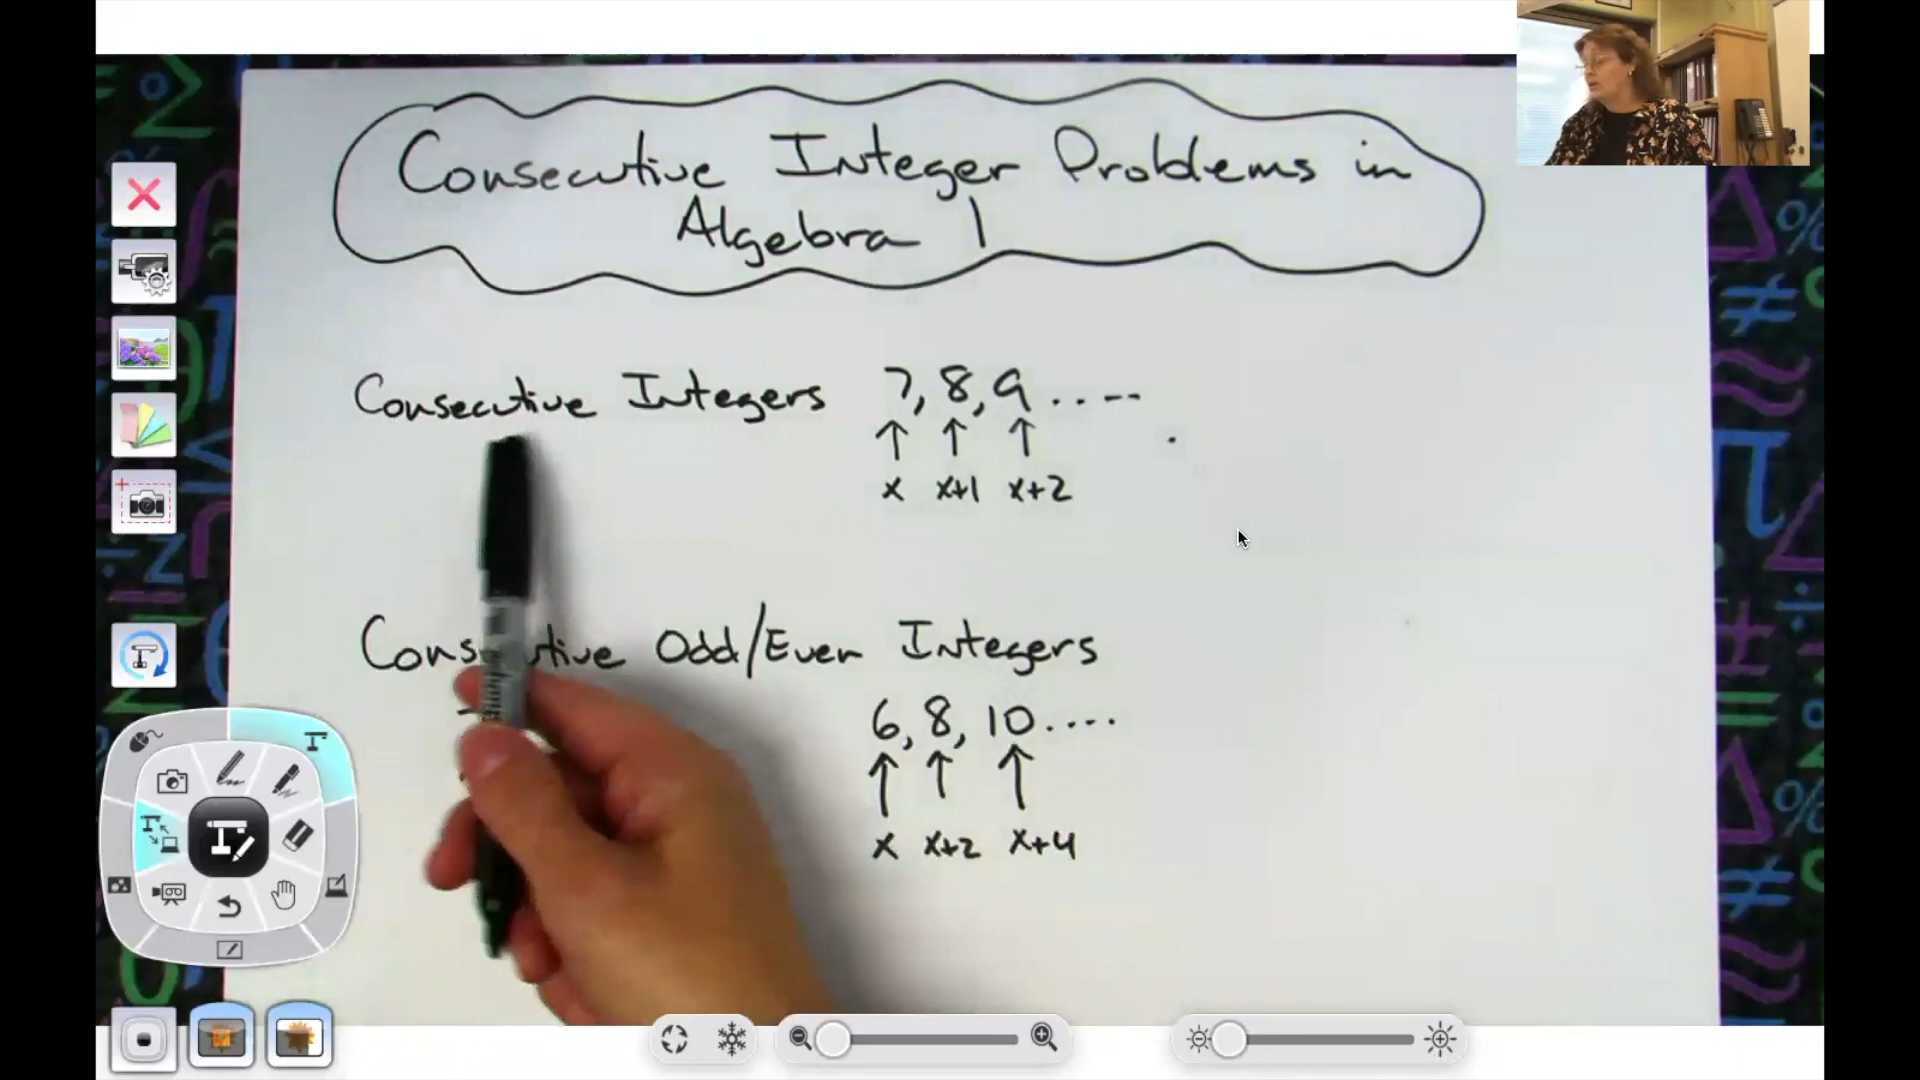 Consecutive Integer Problems in
Algebra 1
Consecutive Integers 7, 8, 9 ....
x x+1 x+2
Odd/Even Integers
6, 8, 10 ....
x x+2 x+4